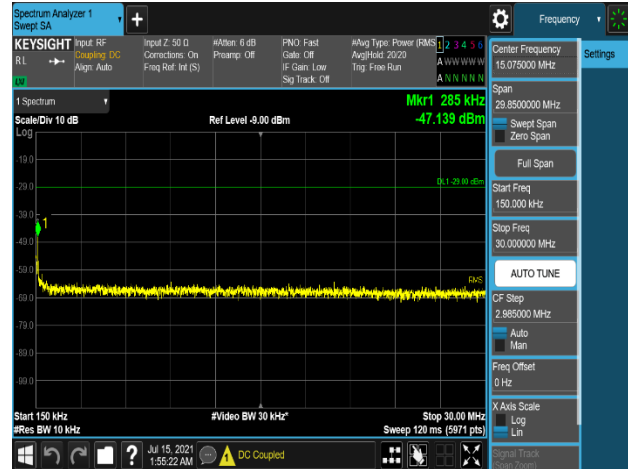 Spectrum Analyzer 1
Swept SA
Frequency
KEYSIGHT
Input: RF
Input Z: 50 Ω
#Atten: 6 dB
PNO: Fast
#Avg Type: Power (RMS
1 2 3 4 5 6
RL
Coupling: DC
Corrections: On
Preamp: Off
Gate: Off
Avg|Hold: 20/20
A W W W W W
Align: Auto
Freq Ref: Int (S)
IF Gain: Low
Trig: Free Run
Sig Track: Off
A N N N N N
1 Spectrum
Mkr1 285 kHz
Scale/Div 10 dB
Ref Level -9.00 dBm
-47.139 dBm
Log
-19.0
-29.0
DL1 -29.00 dBm
-39.0
1
-49.0
-59.0
RMS
-69.0
-79.0
-89.0
-99.0
Start 150 kHz
#Video BW 30 kHz*
Stop 30.00 MHz
#Res BW 10 kHz
Sweep 120 ms (5971 pts)
Center Frequency
15.075000 MHz
Settings
Span
29.8500000 MHz
Swept Span
Zero Span
Full Span
Start Freq
150.000 kHz
Stop Freq
30.000000 MHz
AUTO TUNE
CF Step
2.985000 MHz
Auto
Man
Freq Offset
0 Hz
X Axis Scale
Log
Lin
Signal Track
(Span Zoom)
?
Jul 15, 2021
1:55:22 AM
DC Coupled